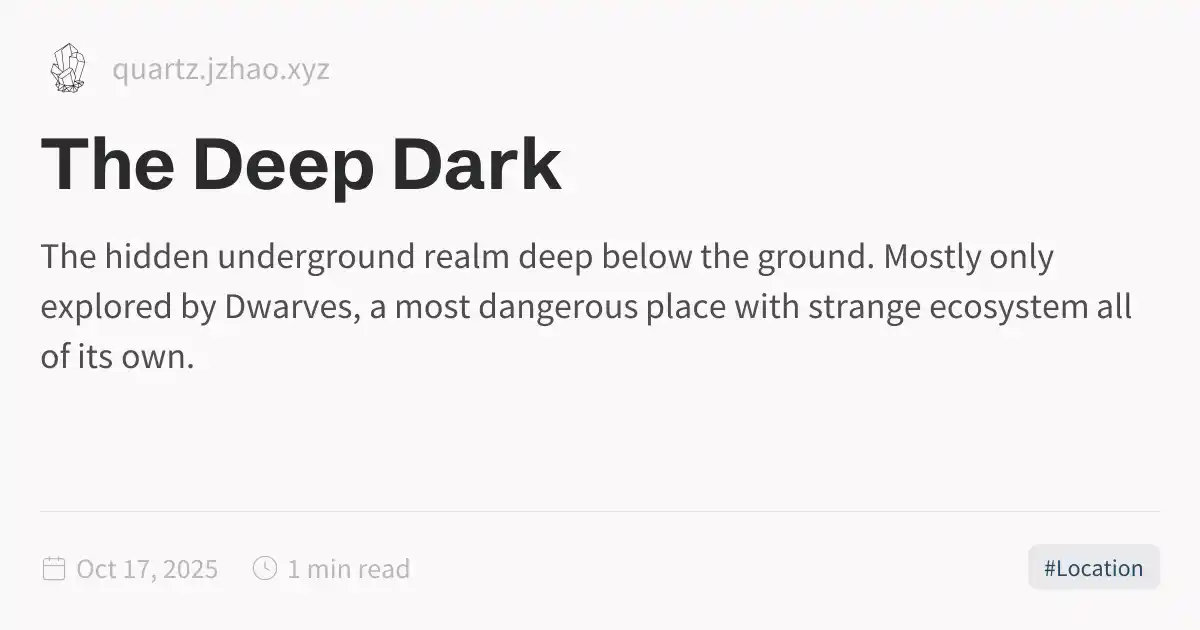 quartz.jzhao.xyz
The Deep Dark
The hidden underground realm deep below the ground. Mostly only
explored by Dwarves, a most dangerous place with strange ecosystem all
of its own.
Oct 17, 2025
1 min read
#Location